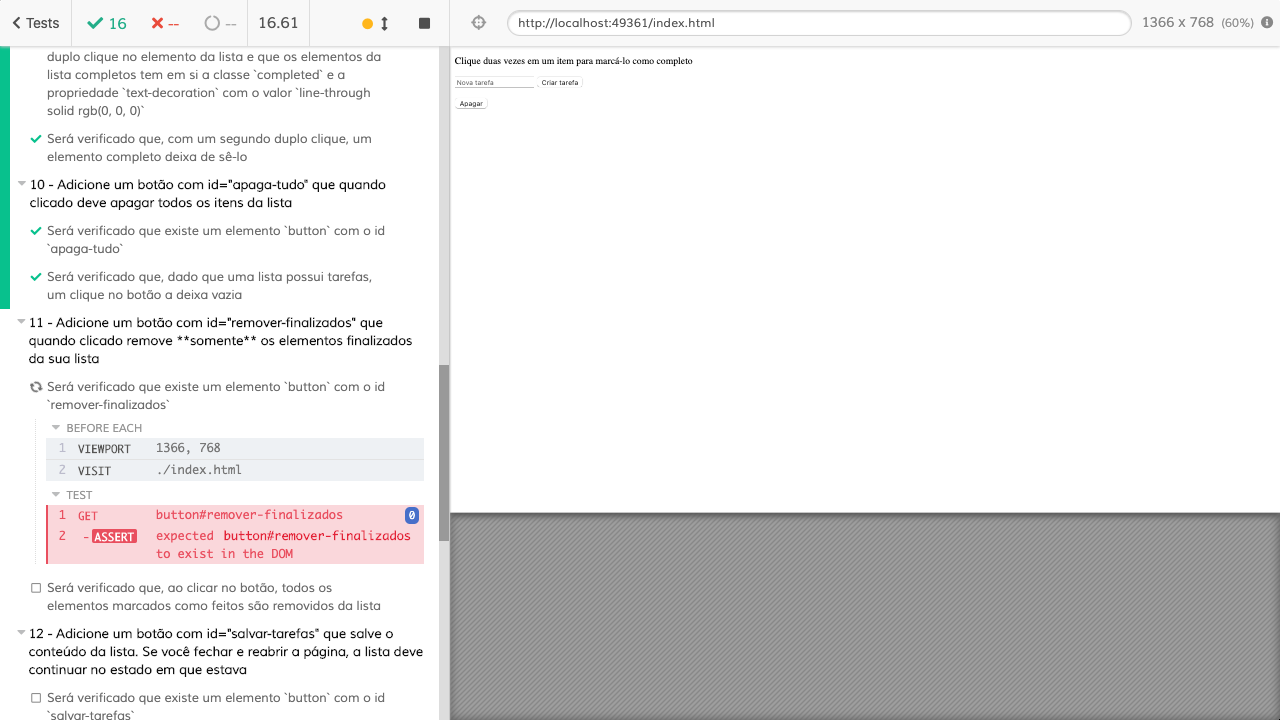 Tests
16
--
--
16.61
http://localhost:49361/index.html
1366 x 768 (60%)
duplo clique no elemento da lista e que os elementos da
lista completos tem em si a classe `completed` e a
propriedade `text-decoration` com o valor `line-through
solid rgb(0, 0, 0)`
Será verificado que, com um segundo duplo clique, um
elemento completo deixa de sê-lo
10 - Adicione um botão com id="apaga-tudo" que quando
clicado deve apagar todos os itens da lista
Será verificado que existe um elemento `button` com o id
`apaga-tudo`
Será verificado que, dado que uma lista possui tarefas,
um clique no botão a deixa vazia
11 - Adicione um botão com id="remover-finalizados" que
quando clicado remove **somente** os elementos finalizados
da sua lista
Será verificado que existe um elemento `button` com o id
`remover-finalizados`
BEFORE EACH
1 VIEWPORT 1366, 768
2 VISIT ./index.html
TEST
1 GET button#remover-finalizados 0
2 -ASSERT expected button#remover-finalizados
to exist in the DOM
Será verificado que, ao clicar no botão, todos os
elementos marcados como feitos são removidos da lista
12 - Adicione um botão com id="salvar-tarefas" que salve o
conteúdo da lista. Se você fechar e reabrir a página, a lista deve
continuar no estado em que estava
Será verificado que existe um elemento `button` com o id
`salvar-tarefas`
Clique duas vezes em um item para marcá-lo como completo
Nova tarefa
Criar tarefa
Apagar